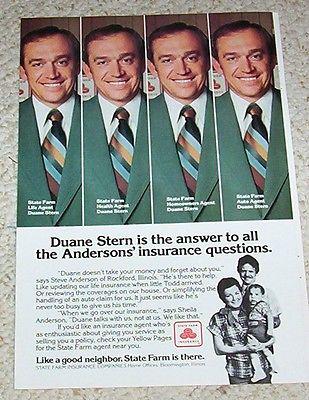 State Farm
Life Agent
Duane Stern
State Farm
Health Agent
Duane Stern
State Farm
Homeowners Agent
Duane Stern
State Farm
Auto Agent
Duane Stern
Duane Stern is the answer to all
the Andersons' insurance questions.
"Duane doesn't take your money and forget about you,"
says Steve Anderson of Rockford, Illinois. "He's there to help.
Like updating our life insurance when little Todd arrived.
Or reviewing the coverages on our house. Or simplifying the
handling of an auto claim for us. It just seems like he's
never too busy to give us his time."
"When we go over our insurance," says Sheila
Anderson, "Duane talks with us, not at us. We like that."
If you'd like an insurance agent who's
as enthusiastic about giving you service as
selling you a policy, check your Yellow Pages
for the State Farm agent near you.
Like a good neighbor. State Farm is there.
STATE FARM INSURANCE COMPANIES Home Offices: Bloomington, Illinois
STATE FARM
INSURANCE